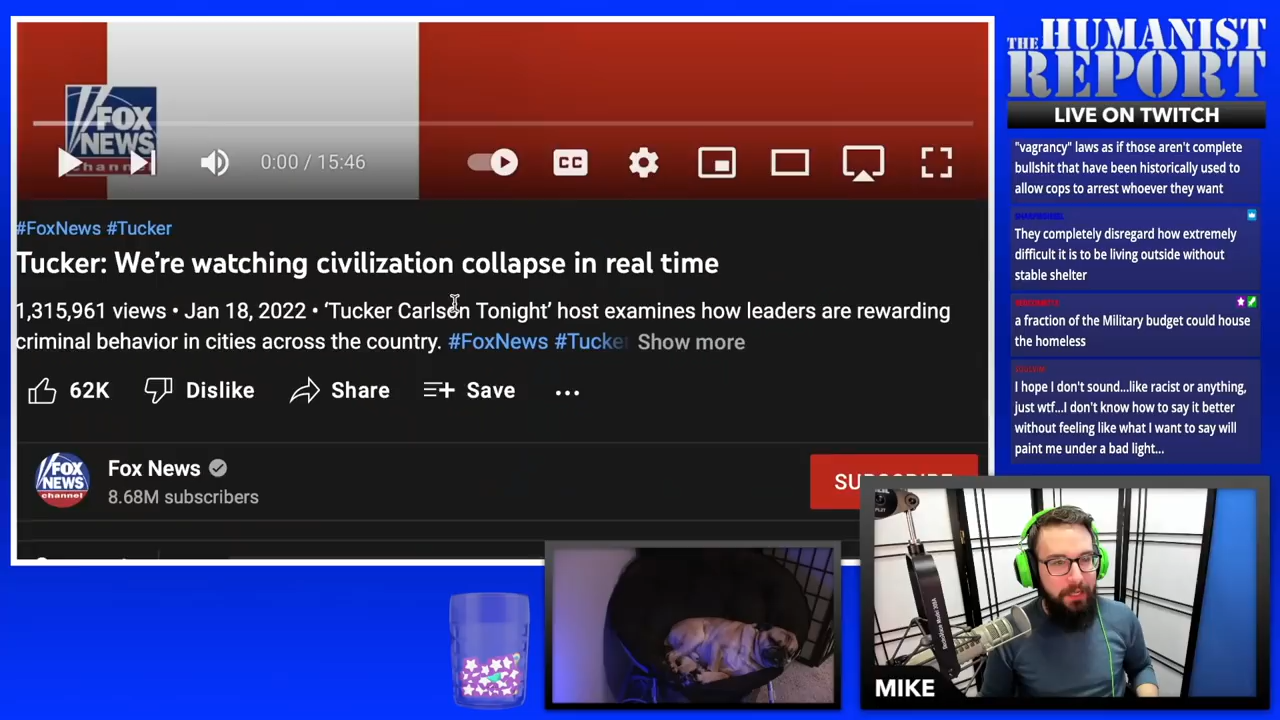 FOX
NEWS
channel
0:00 / 15:46
CC
#FoxNews #Tucker
Tucker: We're watching civilization collapse in real time
1,315,961 views • Jan 18, 2022 • ‘Tucker Carlson Tonight’ host examines how leaders are rewarding
criminal behavior in cities across the country. #FoxNews #Tucke Show more
62K
Dislike
Share
Save
Fox News
8.68M subscribers
FOX
NEWS
channel
THE HUMANIST
REPORT
LIVE ON TWITCH
"vagrancy" laws as if those aren't complete
bullshit that have been historically used to
allow cops to arrest whoever they want
They completely disregard how extremely
difficult it is to be living outside without
stable shelter
a fraction of the Military budget could house
the homeless
I hope I don't sound...like racist or anything,
just wtf...I don't know how to say it better
without feeling like what I want to say will
paint me under a bad light...
MIKE